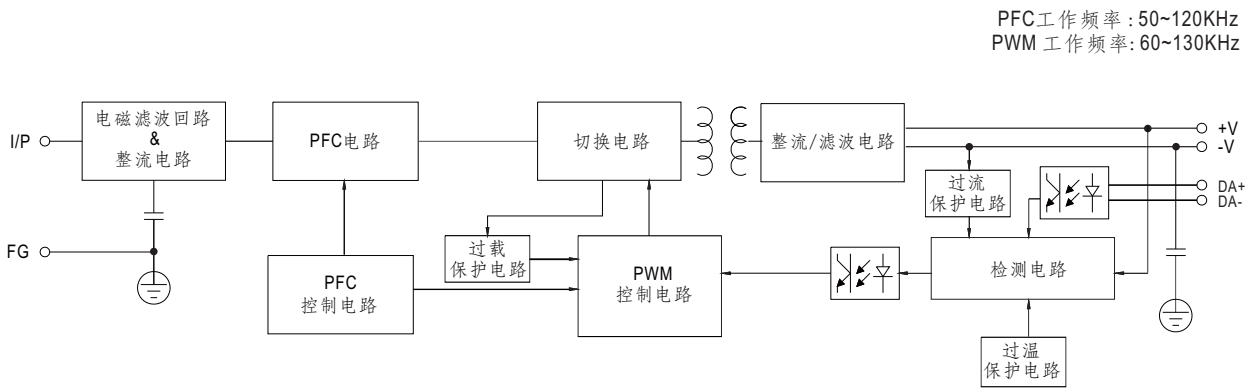 PFC工作频率:50~120KHz
PWM 工作频率:60~130KHz
I/P
电磁滤波回路
&
整流电路
PFC电路
切换电路
整流/滤波电路
+V
-V
过流
保护电路
DA+
DA-
FG
过载
保护电路
PFC
控制电路
PWM
控制电路
检测电路
过温
保护电路